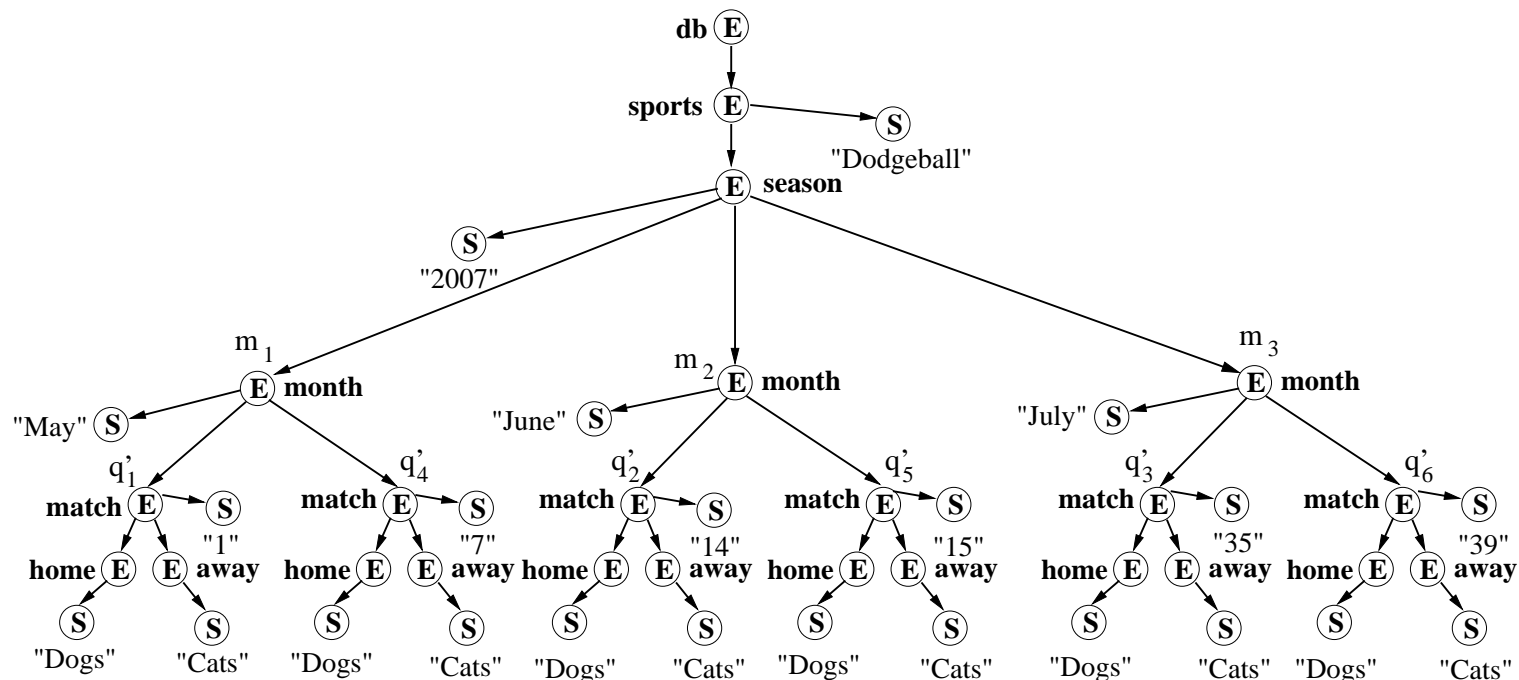 db E
sports E
S
"Dodgeball"
E season
S
"2007"
m 1
m 2
m 3
E month
E month
E month
"May" S
"June" S
"July" S
q'1
q'4
q'2
q'5
q'3
q'6
match E S
match E S
match E S
match E S
match E S
match E S
"1"
"7"
"14"
"15"
"35"
"39"
home E E away
home E E away
home E E away
home E E away
home E E away
home E E away
S S
S S
S S
S S
S S
S S
"Dogs" "Cats"
"Dogs" "Cats"
"Dogs" "Cats"
"Dogs" "Cats"
"Dogs" "Cats"
"Dogs" "Cats"